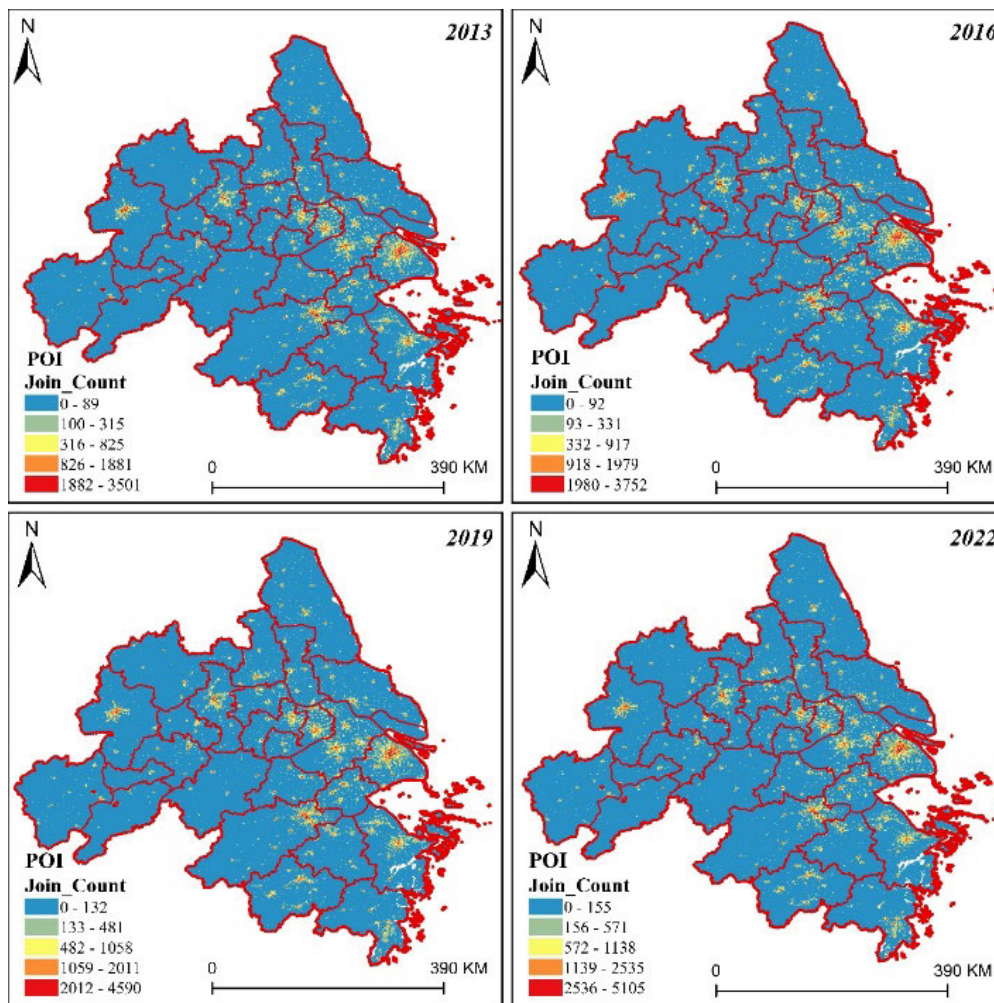 N
2013
POI
Join_Count
0 - 89
100 - 315
316 - 825
826 - 1881
1882 - 3501
0
390 KM
N
2016
POI
Join_Count
0 - 92
93 - 331
332 - 917
918 - 1979
1980 - 3752
0
390 KM
N
2019
POI
Join_Count
0 - 132
133 - 481
482 - 1058
1059 - 2011
2012 - 4590
0
390 KM
N
2022
POI
Join_Count
0 - 155
156 - 571
572 - 1138
1139 - 2535
2536 - 5105
0
390 KM